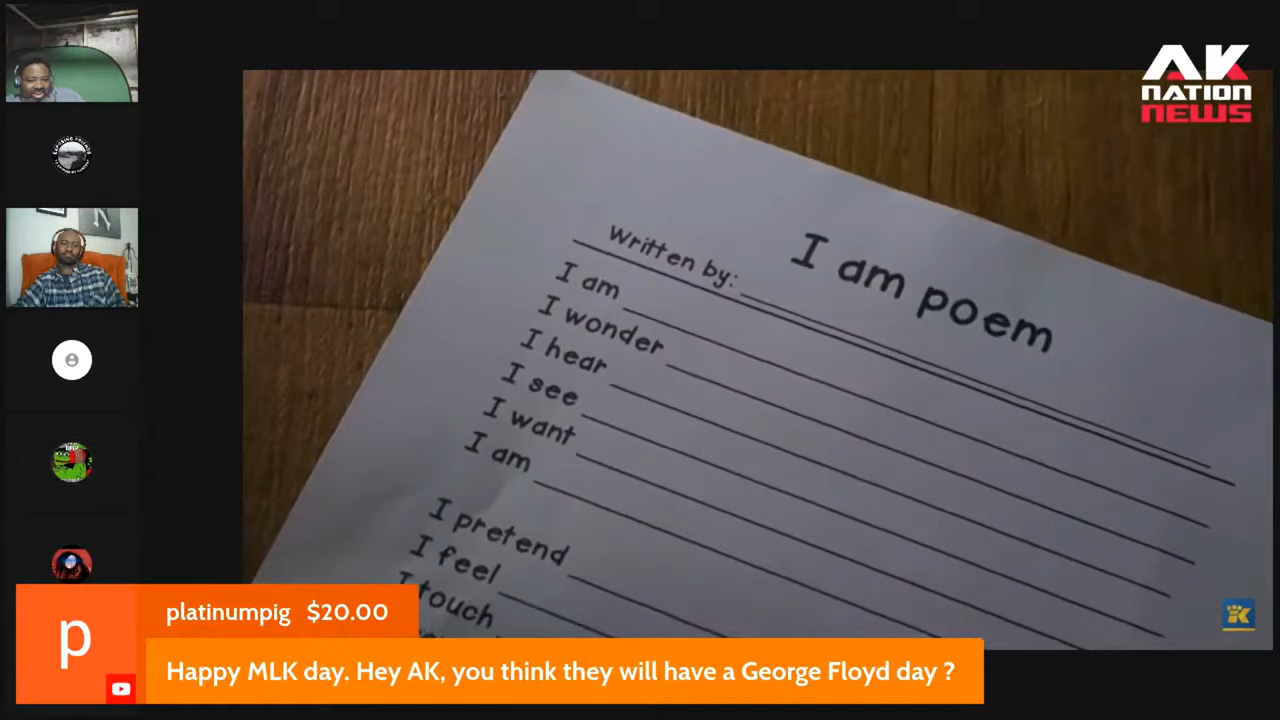 AK
NATION
NEWS
I am poem
Written by:
I am
I wonder
I hear
I see
I want
I am
I pretend
I feel
I touch
p
platinumpig $20.00
Happy MLK day. Hey AK, you think they will have a George Floyd day ?
K